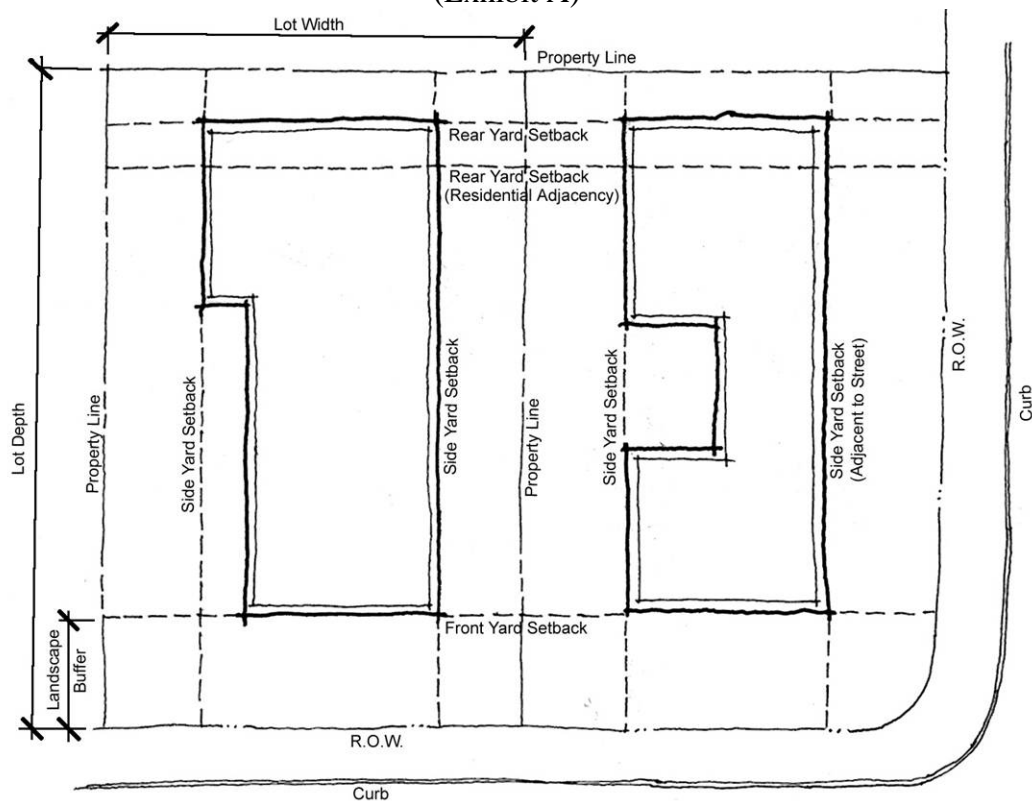 (Exhibit A)
Lot Width
Property Line
Rear Yard Setback
Rear Yard Setback
(Residential Adjacency)
Lot Depth
Property Line
Side Yard Setback
Side Yard Setback
Property Line
Side Yard Setback
Side Yard Setback
(Adjacent to Street)
R.O.W.
Curb
Landscape
Buffer
Front Yard Setback
R.O.W.
Curb